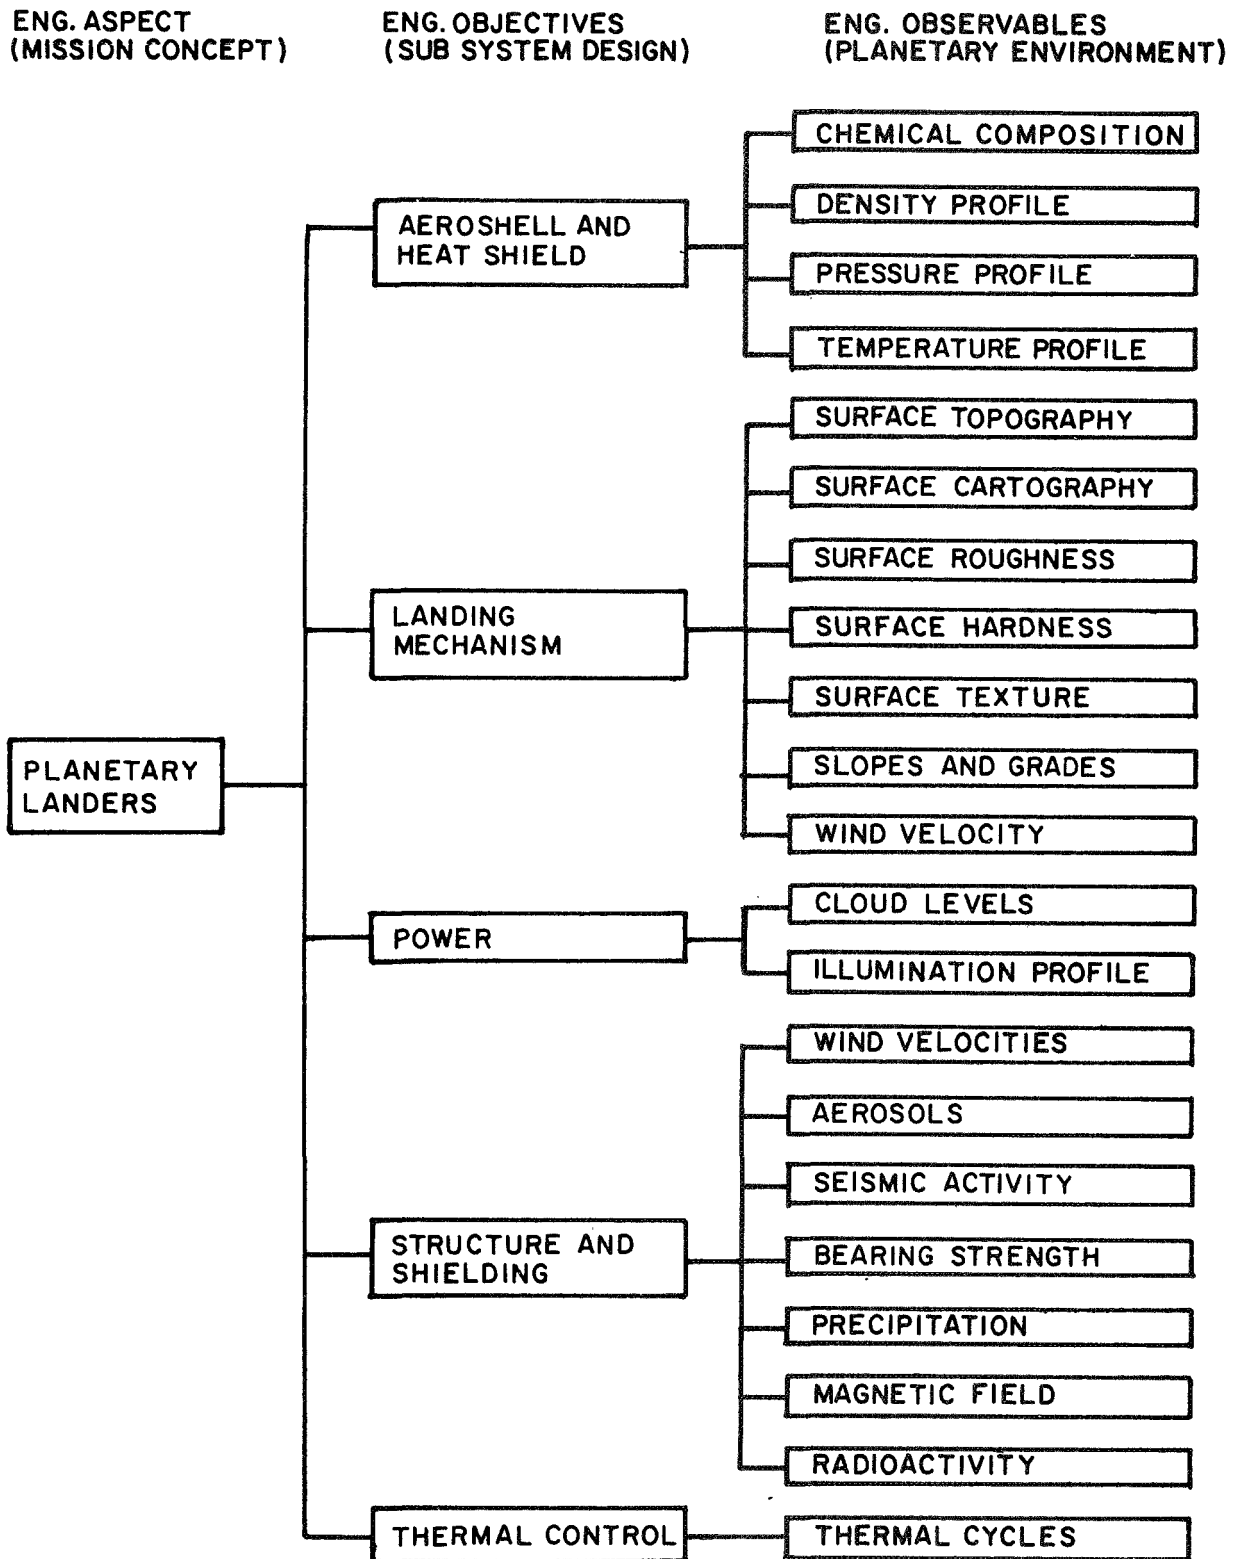 ENG. ASPECT
(MISSION CONCEPT)
ENG. OBJECTIVES
(SUB SYSTEM DESIGN)
ENG. OBSERVABLES
(PLANETARY ENVIRONMENT)
PLANETARY
LANDERS
AEROSHELL AND
HEAT SHIELD
CHEMICAL COMPOSITION
DENSITY PROFILE
PRESSURE PROFILE
TEMPERATURE PROFILE
LANDING
MECHANISM
SURFACE TOPOGRAPHY
SURFACE CARTOGRAPHY
SURFACE ROUGHNESS
SURFACE HARDNESS
SURFACE TEXTURE
SLOPES AND GRADES
WIND VELOCITY
POWER
CLOUD LEVELS
ILLUMINATION PROFILE
STRUCTURE AND
SHIELDING
WIND VELOCITIES
AEROSOLS
SEISMIC ACTIVITY
BEARING STRENGTH
PRECIPITATION
MAGNETIC FIELD
RADIOACTIVITY
THERMAL CONTROL
THERMAL CYCLES